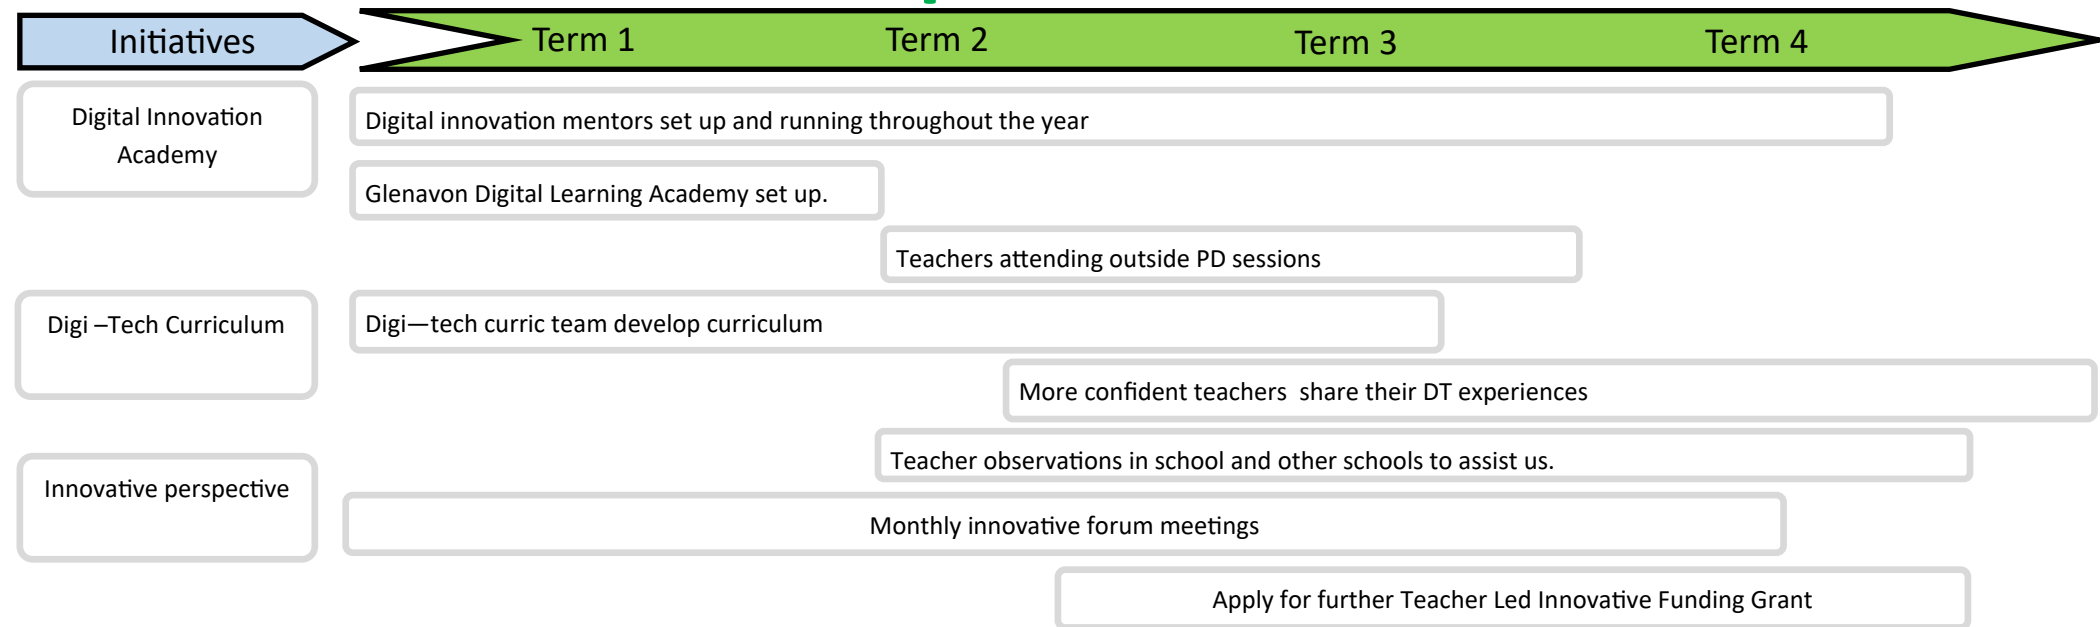 Initiatives
Term 1
Term 2
Term 3
Term 4
Digital Innovation
Academy
Digital innovation mentors set up and running throughout the year
Glenavon Digital Learning Academy set up.
Teachers attending outside PD sessions
Digi –Tech Curriculum
Digi—tech curric team develop curriculum
More confident teachers  share their DT experiences
Teacher observations in school and other schools to assist us.
Innovative perspective
Monthly innovative forum meetings
Apply for further Teacher Led Innovative Funding Grant